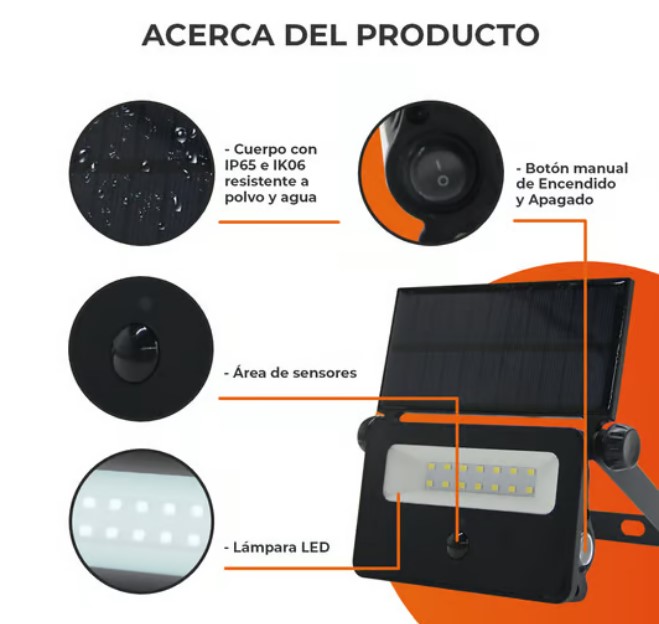 ACERCA DEL PRODUCTO
- Cuerpo con
IP65 e IK06
resistente a
polvo y agua
- Botón manual
de Encendido
y Apagado
- Área de sensores
- Lámpara LED